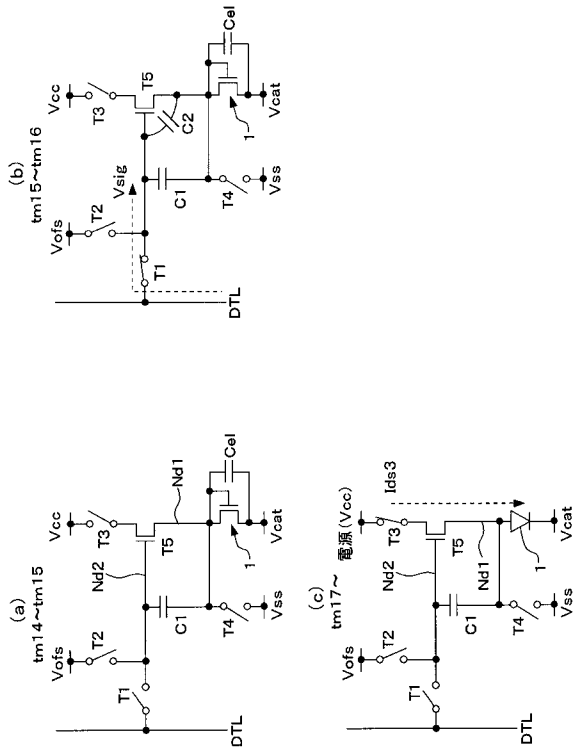 (a)
tm14～tm15
Vofs
Vcc
T2
T3
Nd2
T5
Nd1
T1
C1
Cel
T4
1
DTL
Vss
Vcat
(b)
tm15～tm16
Vofs
Vcc
T2
T3
Vsig
T5
C2
T1
C1
Cel
T4
1
DTL
Vss
Vcat
(c)
tm17～
電源(Vcc)
Vofs
T2
T3
Ids3
Nd2
T5
Nd1
T1
C1
T4
1
DTL
Vss
Vcat